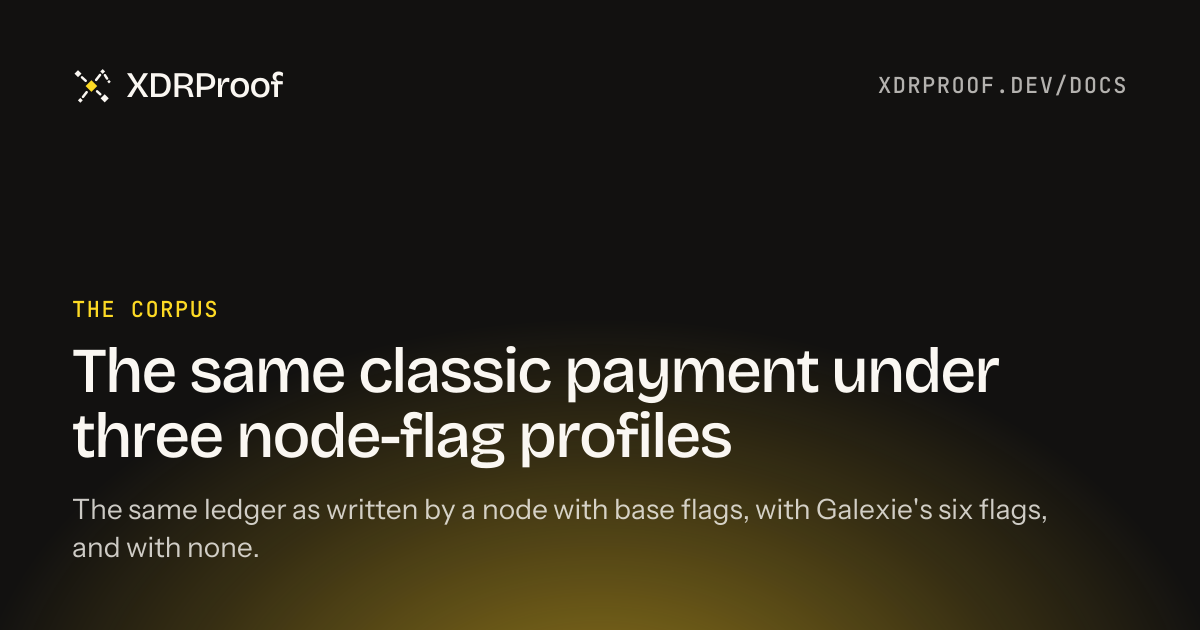 XDRProof
XDRPROOF.DEV/DOCS
THE CORPUS
The same classic payment under
three node-flag profiles
The same ledger as written by a node with base flags, with Galexie's six flags,
and with none.